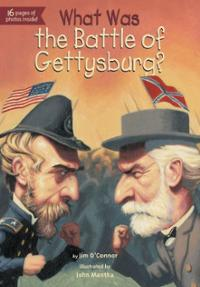 16 pages of
photos inside!
What Was
the Battle of
Gettysburg?
by Jim O'Connor
illustrated by
John Mantha